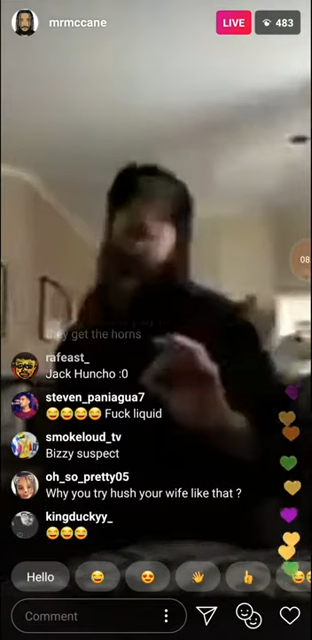 mrmccane
LIVE 483
08
they get the horns
rafeast_
Jack Huncho :0
steven_paniagua7
😂😂😂😂 Fuck liquid
smokeloud_tv
Bizzy suspect
oh_so_pretty05
Why you try hush your wife like that ?
kingduckyy_
😂😂😂
Hello 😂 😍 👋 👍 😂
Comment